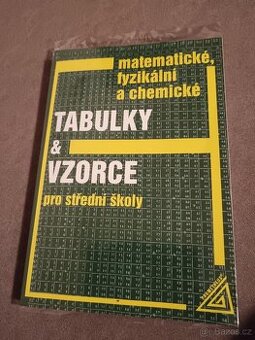 matematické,
fyzikální
a chemické
TABULKY
&
VZORCE
pro střední školy